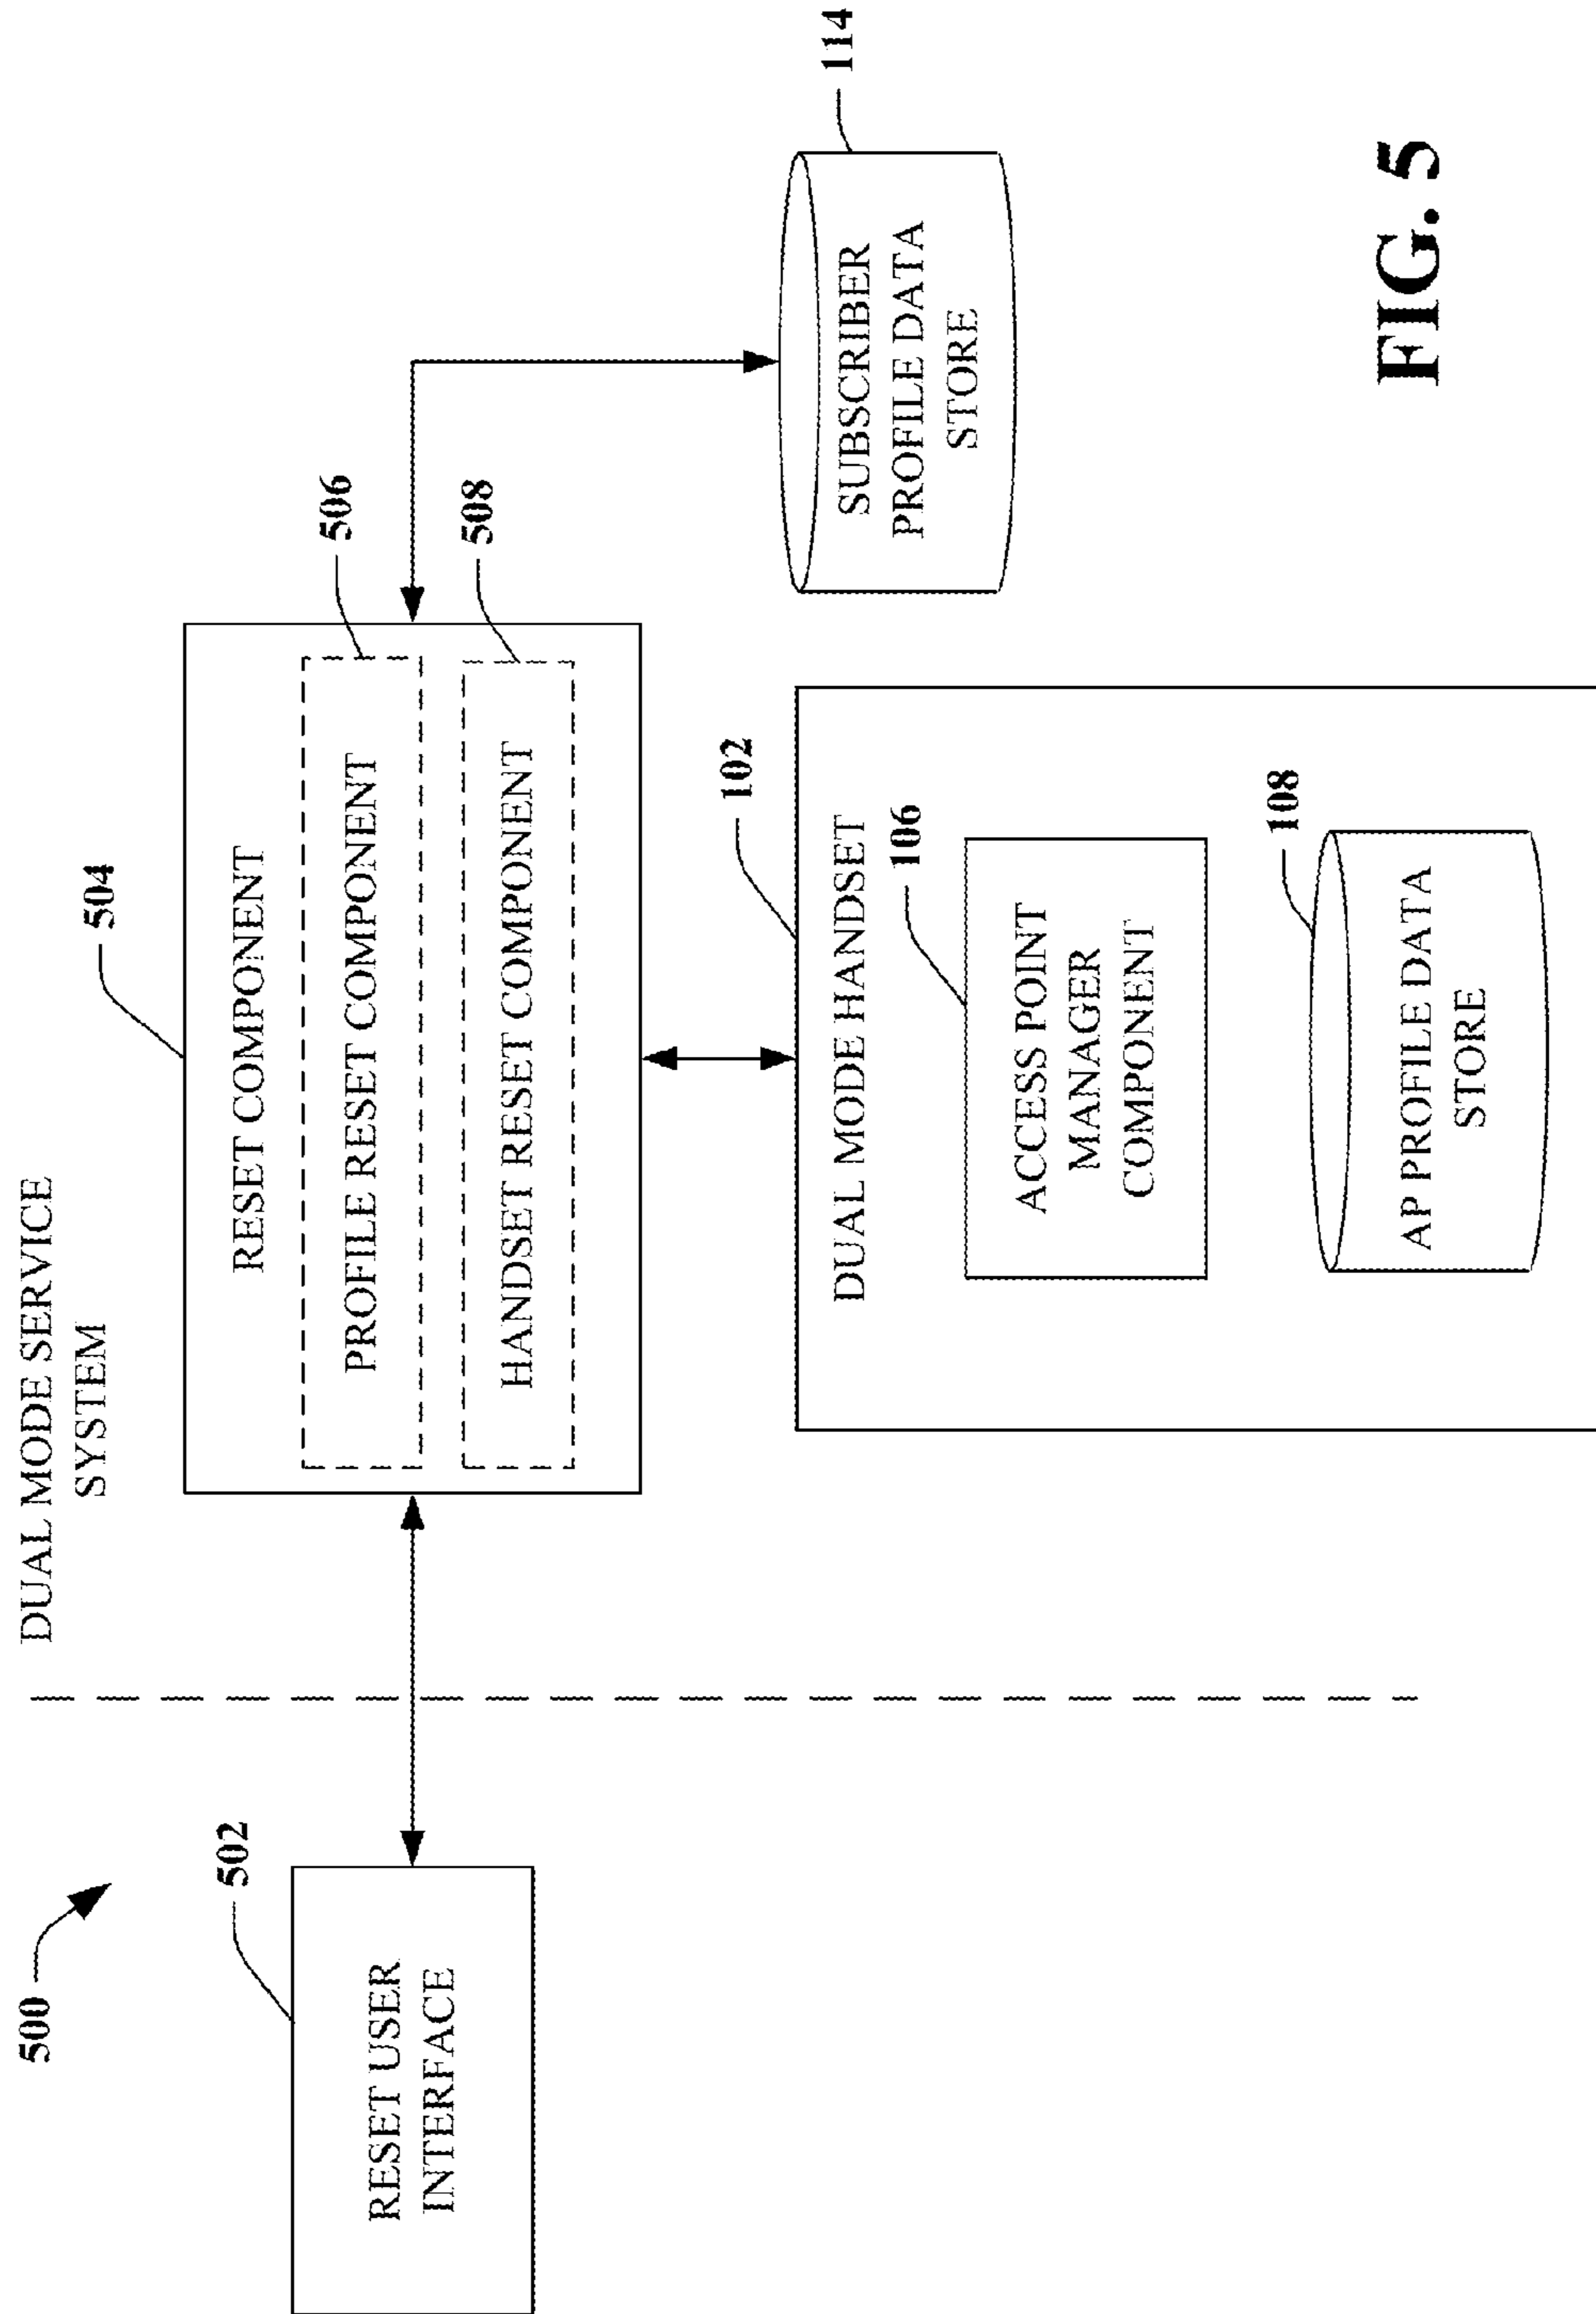 500
DUAL MODE SERVICE
SYSTEM
502
RESET USER
INTERFACE
504
RESET COMPONENT
506
PROFILE RESET COMPONENT
508
HANDSET RESET COMPONENT
102
DUAL MODE HANDSET
106
ACCESS POINT
MANAGER
COMPONENT
108
AP PROFILE DATA
STORE
114
SUBSCRIBER
PROFILE DATA
STORE
FIG. 5